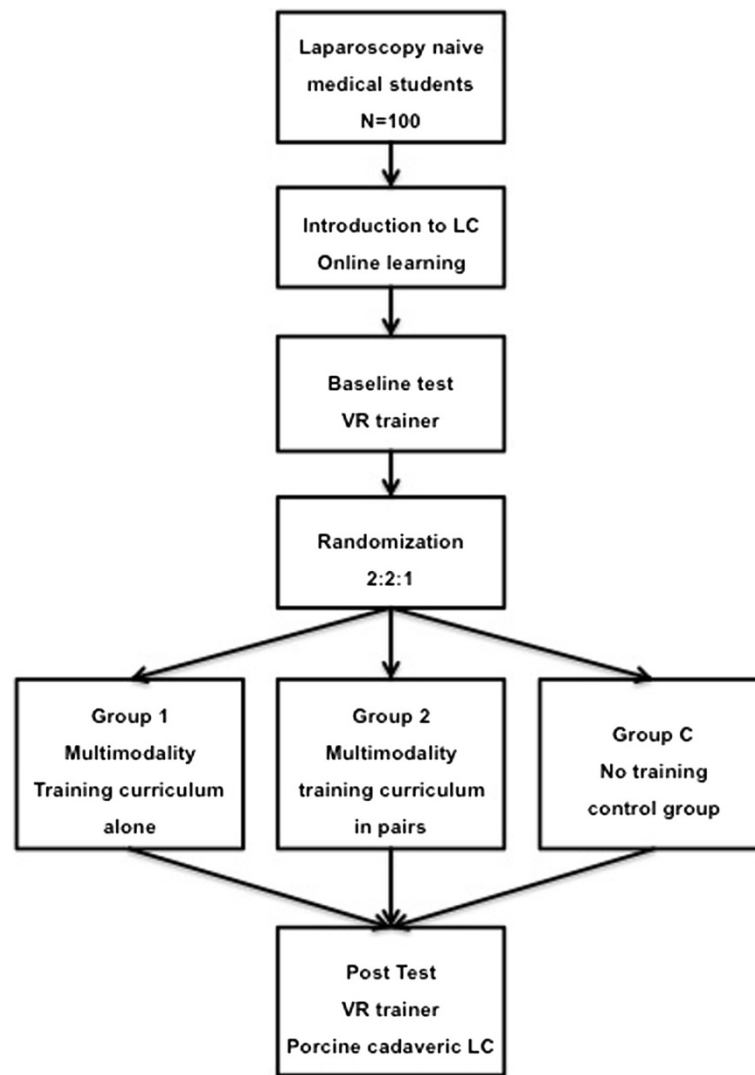 Laparoscopy naive
medical students
N=100
Introduction to LC
Online learning
Baseline test
VR trainer
Randomization
2:2:1
Group 1
Multimodality
Training curriculum
alone
Group 2
Multimodality
training curriculum
in pairs
Group C
No training
control group
Post Test
VR trainer
Porcine cadaveric LC